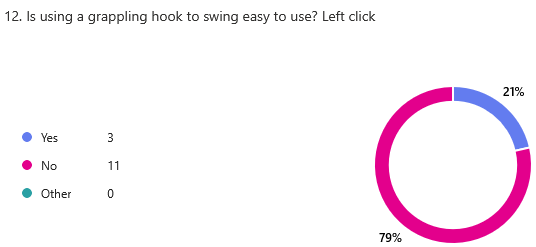 12. Is using a grappling hook to swing easy to use? Left click
21%
Yes 3
No 11
Other 0
79%